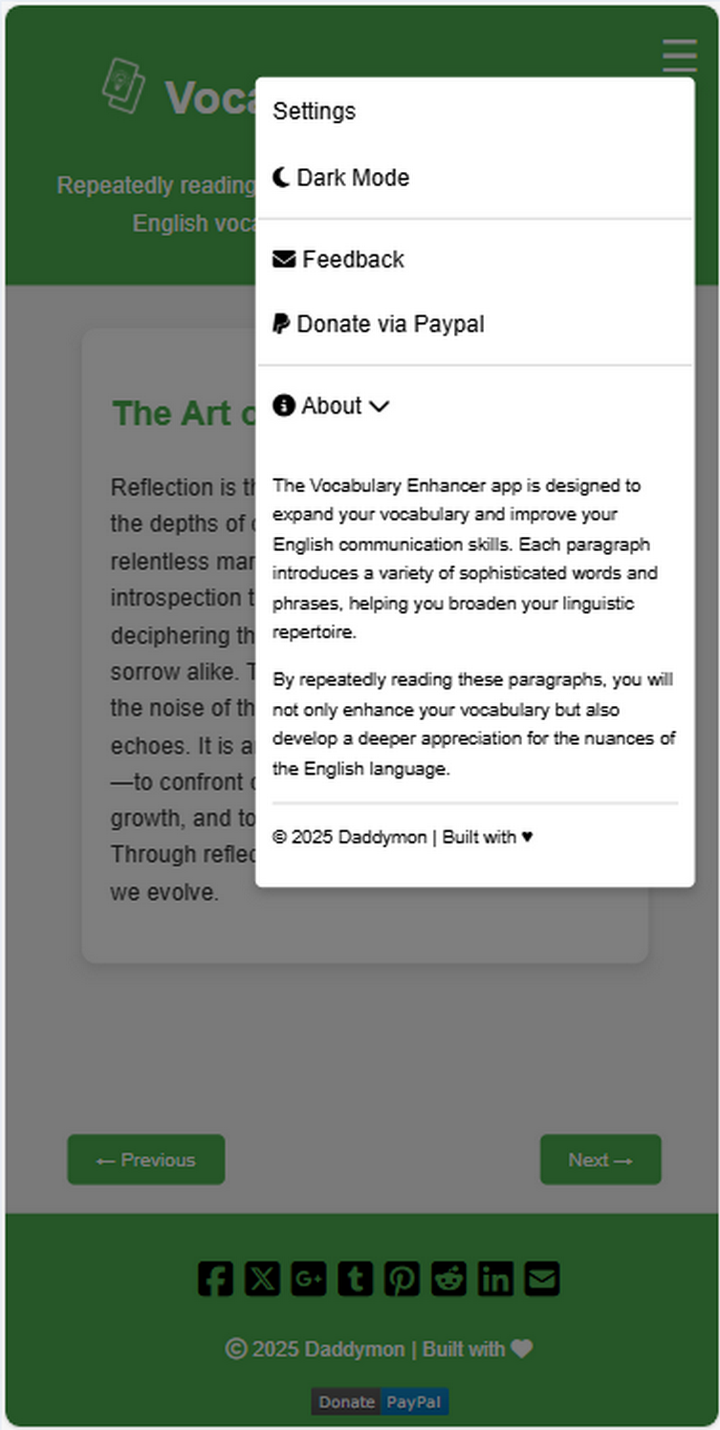 Voca
Repeatedly reading
English voca
Settings
Dark Mode
Feedback
Donate via Paypal
About
The Vocabulary Enhancer app is designed to
expand your vocabulary and improve your
English communication skills. Each paragraph
introduces a variety of sophisticated words and
phrases, helping you broaden your linguistic
repertoire.
By repeatedly reading these paragraphs, you will
not only enhance your vocabulary but also
develop a deeper appreciation for the nuances of
the English language.
© 2025 Daddymon | Built with ♥
The Art o
Reflection is th
the depths of
relentless mar
introspection t
deciphering th
sorrow alike. T
the noise of th
echoes. It is a
—to confront
growth, and to
Through reflec
we evolve.
← Previous
Next →
© 2025 Daddymon | Built with ♥
Donate PayPal